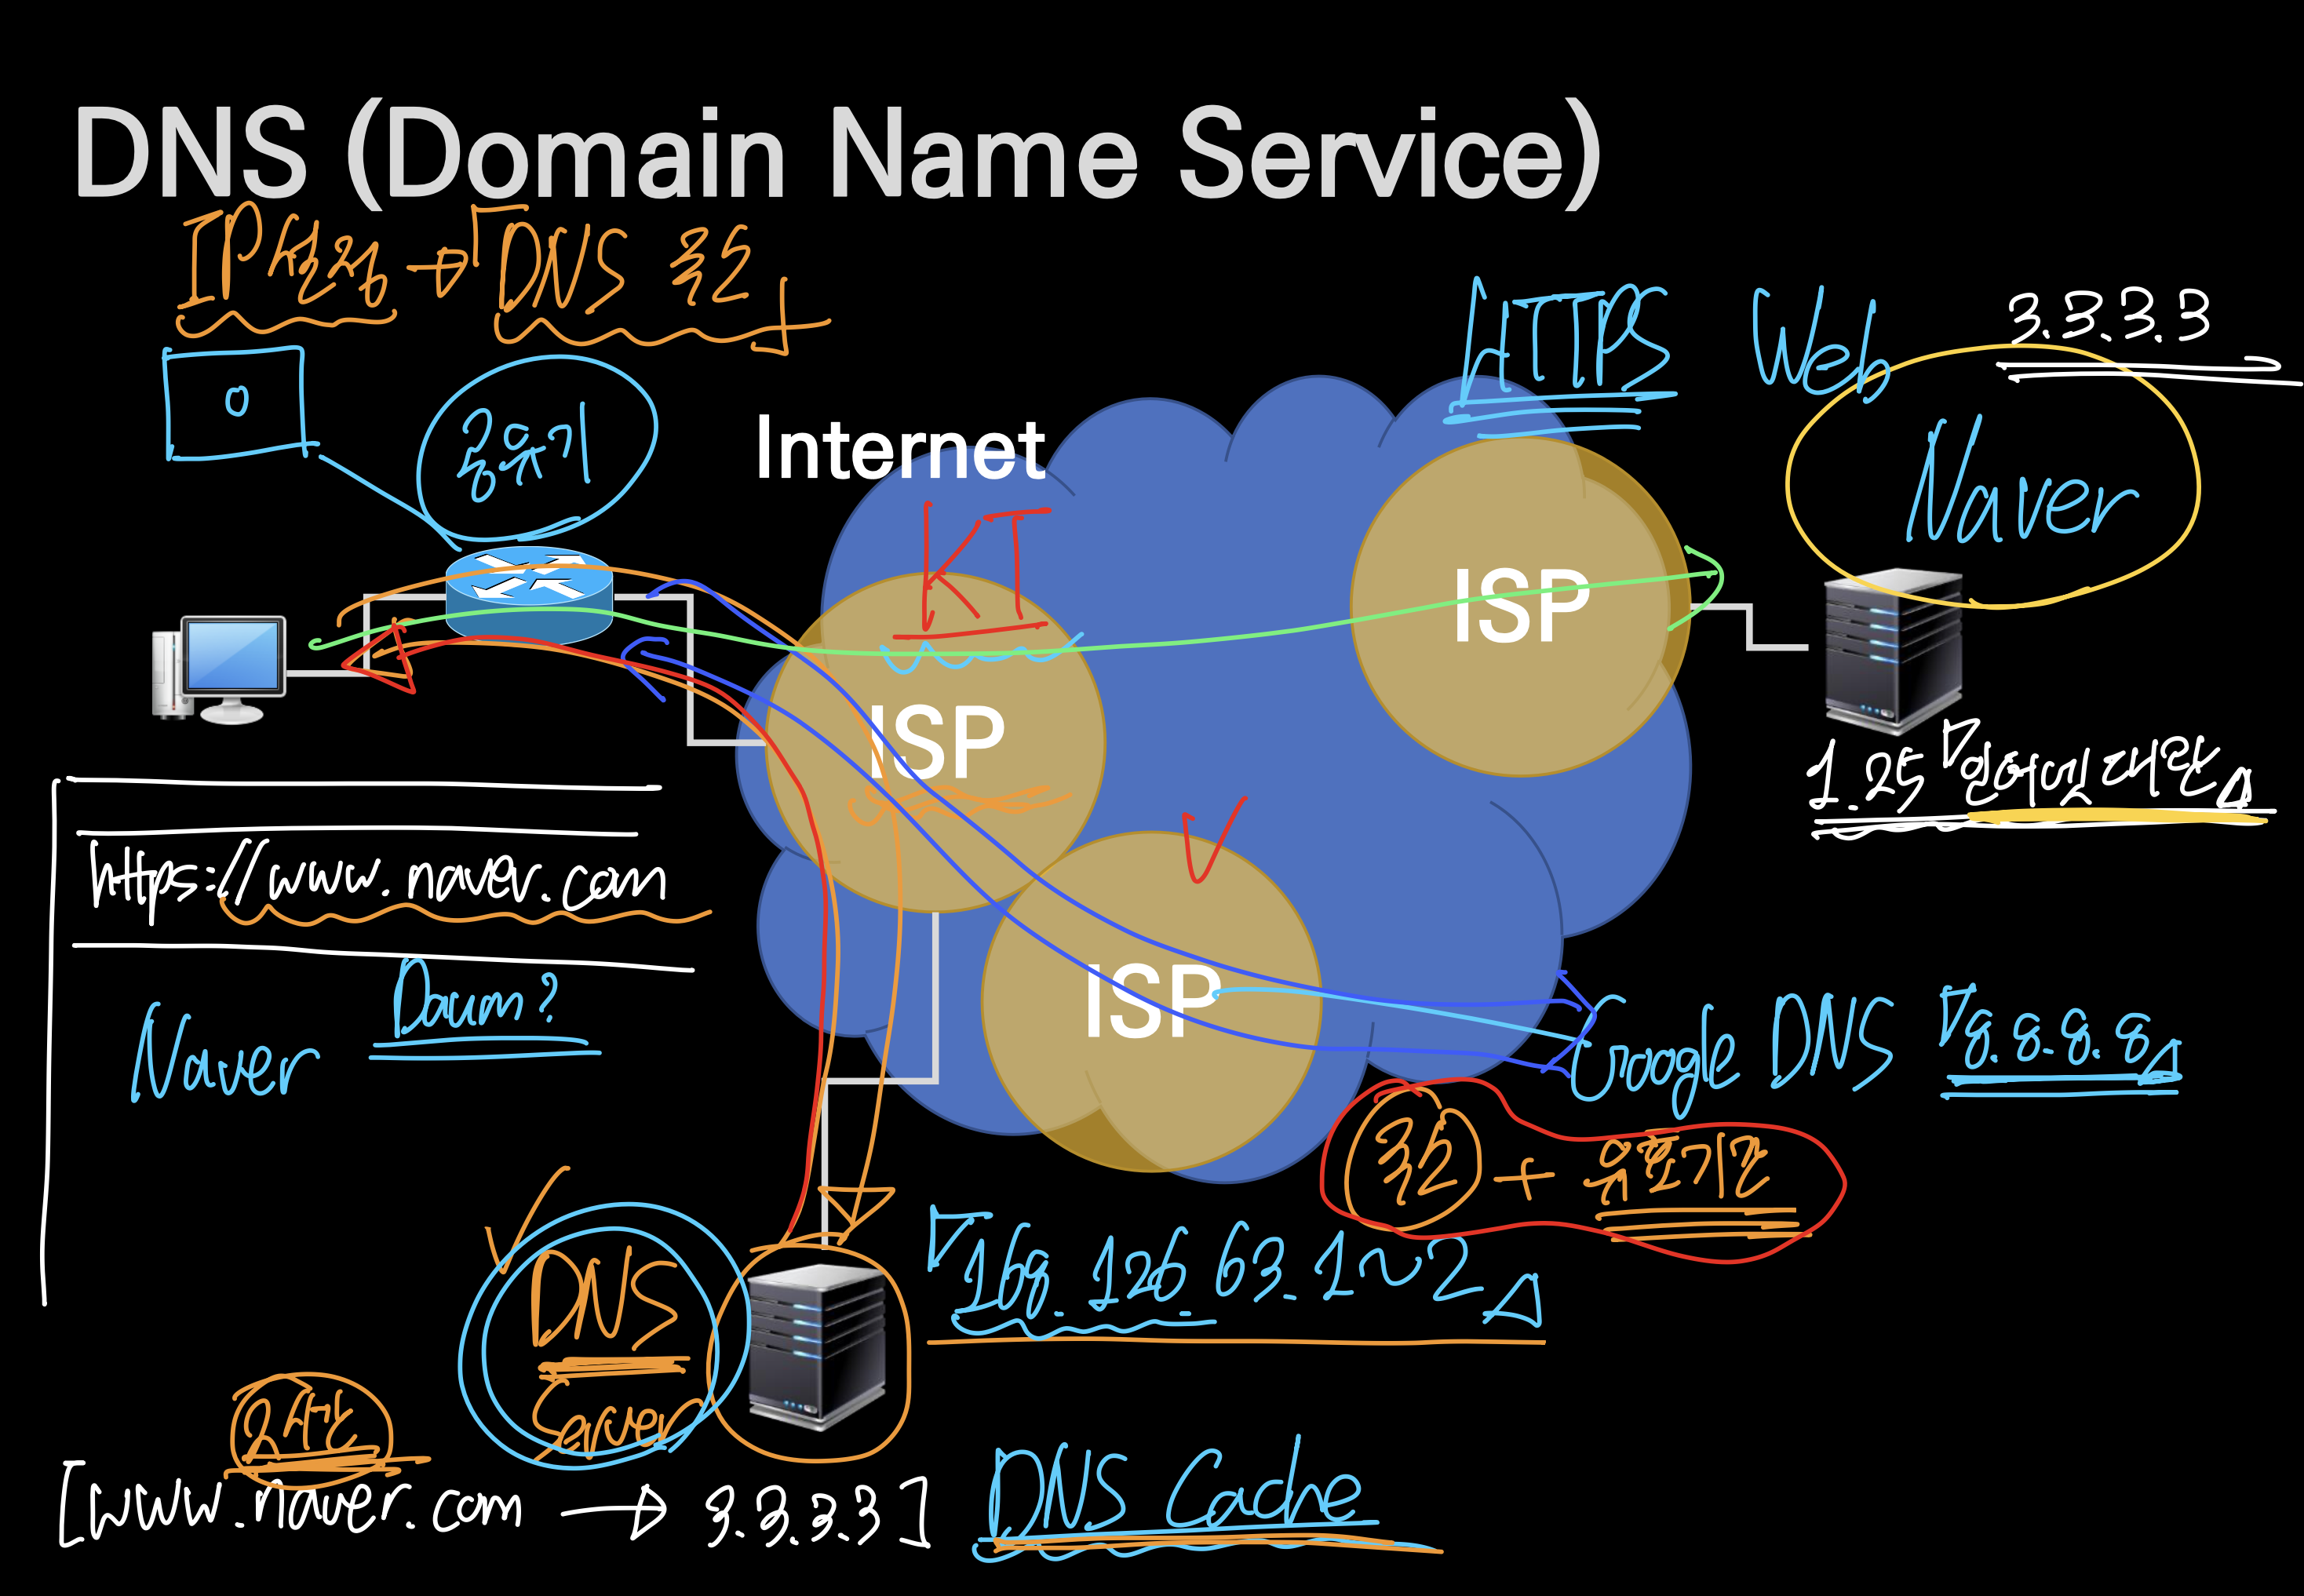 DNS (Domain Name Service)
IP설정 → 「DNS 주소」
HTTPS
Web
3.3.3.3
공유기
Internet
Naver
KT
ISP
ISP
1.25 인터넷대란
https://www.naver.com
Naver
Daum?
ISP
Google DNS 8.8.8.8
주소 + 유효기간
168.126.63.1~2
DNS
Server
2시간
[www.naver.com → 3.3.3.3]
DNS Cache